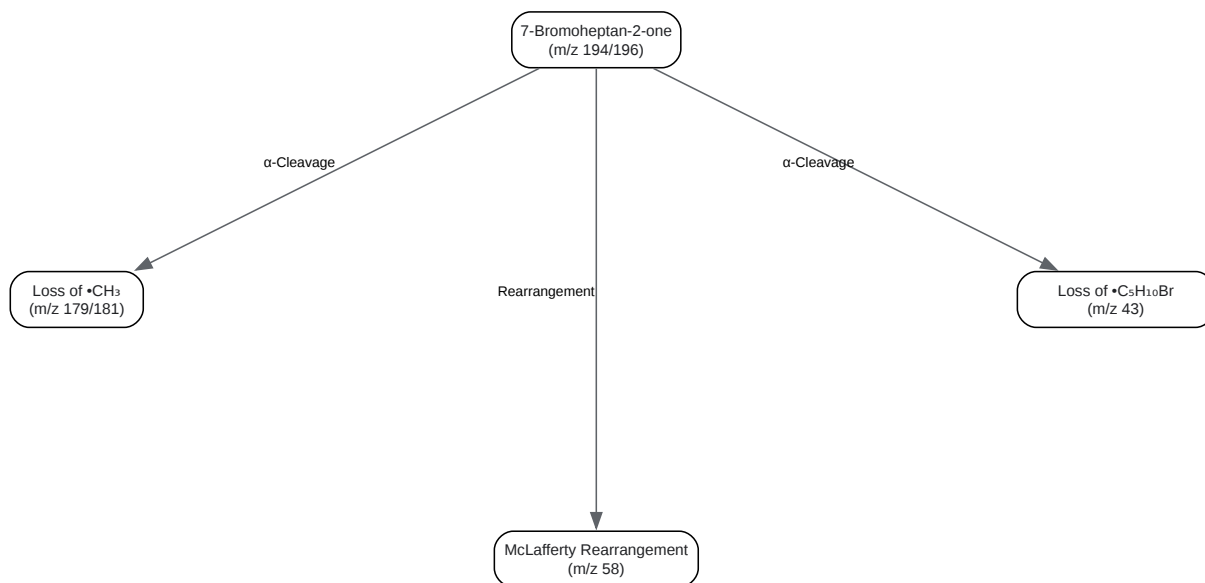 7-Bromoheptan-2-one
(m/z 194/196)
α-Cleavage
α-Cleavage
Loss of •CH₃
(m/z 179/181)
Rearrangement
Loss of •C₅H₁₀Br
(m/z 43)
McLafferty Rearrangement
(m/z 58)